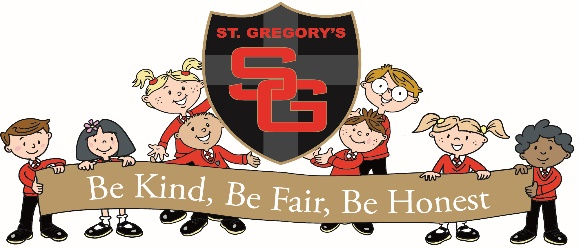 ST. GREGORY'S
SG
Be Kind, Be Fair, Be Honest